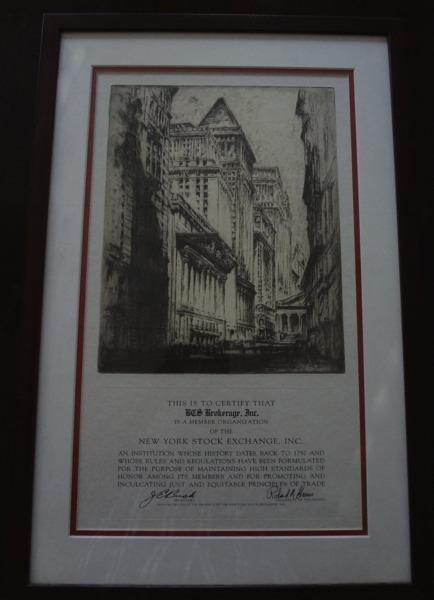 THIS IS TO CERTIFY THAT
BTS Brokerage, Inc.
IS A MEMBER ORGANIZATION
OF THE
NEW YORK STOCK EXCHANGE, INC.,
AN INSTITUTION WHOSE HISTORY DATES BACK TO 1792 AND
WHOSE RULES AND REGULATIONS HAVE BEEN FORMULATED
FOR THE PURPOSE OF MAINTAINING HIGH STANDARDS OF
HONOR AMONG ITS MEMBERS AND FOR PROMOTING AND
INCULCATING JUST AND EQUITABLE PRINCIPLES OF TRADE